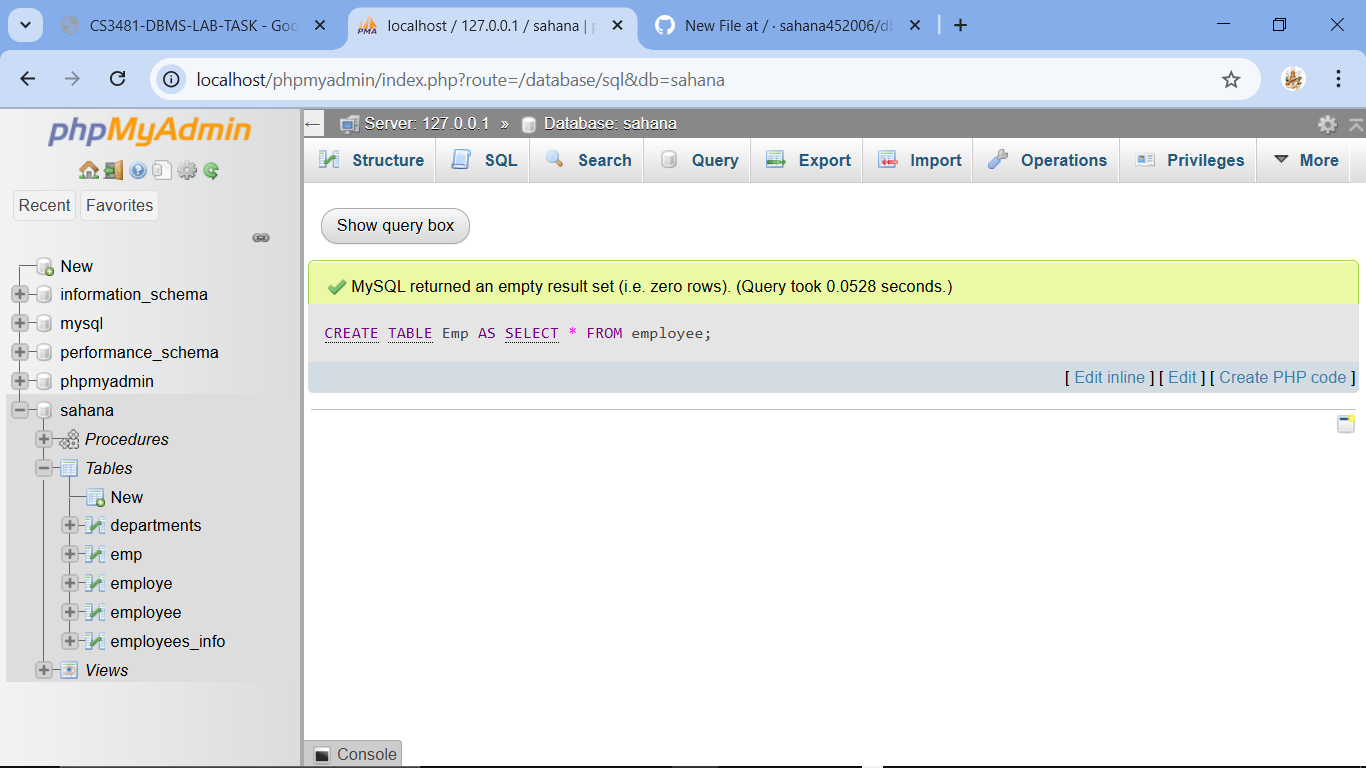 CS3481-DBMS-LAB-TASK - Goo
localhost / 127.0.0.1 / sahana | p
New File at / · sahana452006/db
localhost/phpmyadmin/index.php?route=/database/sql&db=sahana
phpMyAdmin
Recent
Favorites
New
information_schema
mysql
performance_schema
phpmyadmin
sahana
Procedures
Tables
New
departments
emp
employe
employee
employees_info
Views
Server: 127.0.0.1 » Database: sahana
Structure
SQL
Search
Query
Export
Import
Operations
Privileges
More
Show query box
MySQL returned an empty result set (i.e. zero rows). (Query took 0.0528 seconds.)
CREATE TABLE Emp AS SELECT * FROM employee;
[ Edit inline ] [ Edit ] [ Create PHP code ]
Console